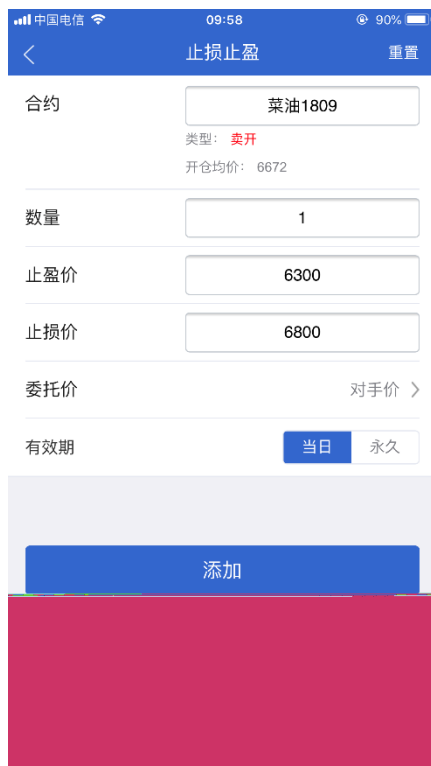 中国电信 09:58 90%
止损止盈 重置
合约 菜油1809
类型： 卖开
开仓均价： 6672
数量 1
止盈价 6300
止损价 6800
委托价 对手价
有效期 当日 永久
添加